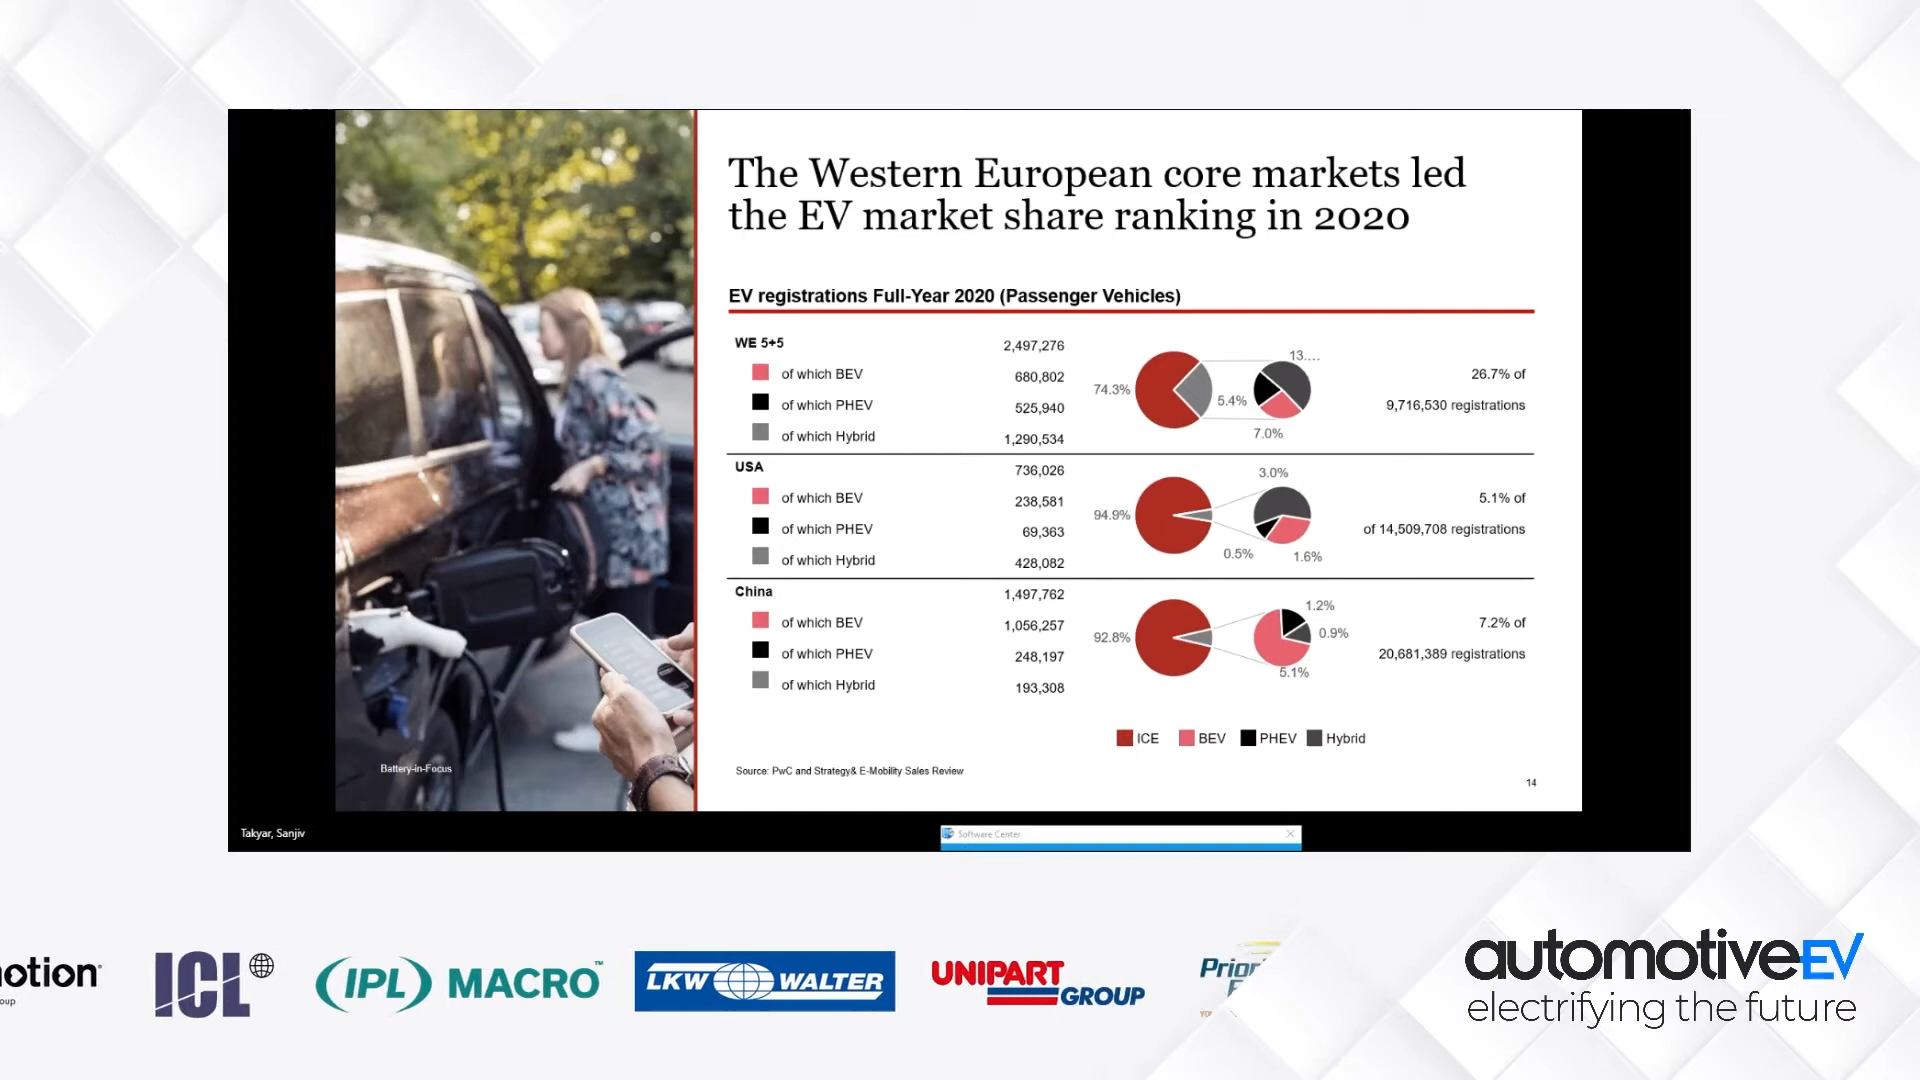 The Western European core markets led
the EV market share ranking in 2020
EV registrations Full-Year 2020 (Passenger Vehicles)
WE 5+5 2,497,276
of which BEV 680,802
of which PHEV 525,940
of which Hybrid 1,290,534
74.3%
13....
5.4%
7.0%
26.7% of
9,716,530 registrations
USA 736,026
of which BEV 238,581
of which PHEV 69,363
of which Hybrid 428,082
94.9%
3.0%
0.5%
1.6%
5.1% of
of 14,509,708 registrations
China 1,497,762
of which BEV 1,056,257
of which PHEV 248,197
of which Hybrid 193,308
92.8%
1.2%
0.9%
5.1%
7.2% of
20,681,389 registrations
ICE BEV PHEV Hybrid
Battery-in-Focus
Source: PwC and Strategy& E-Mobility Sales Review
14
Takyar, Sanjiv
Software Center
ICL
(IPL) MACRO™
LKW WALTER
UNIPART
GROUP
automotiveEV
electrifying the future